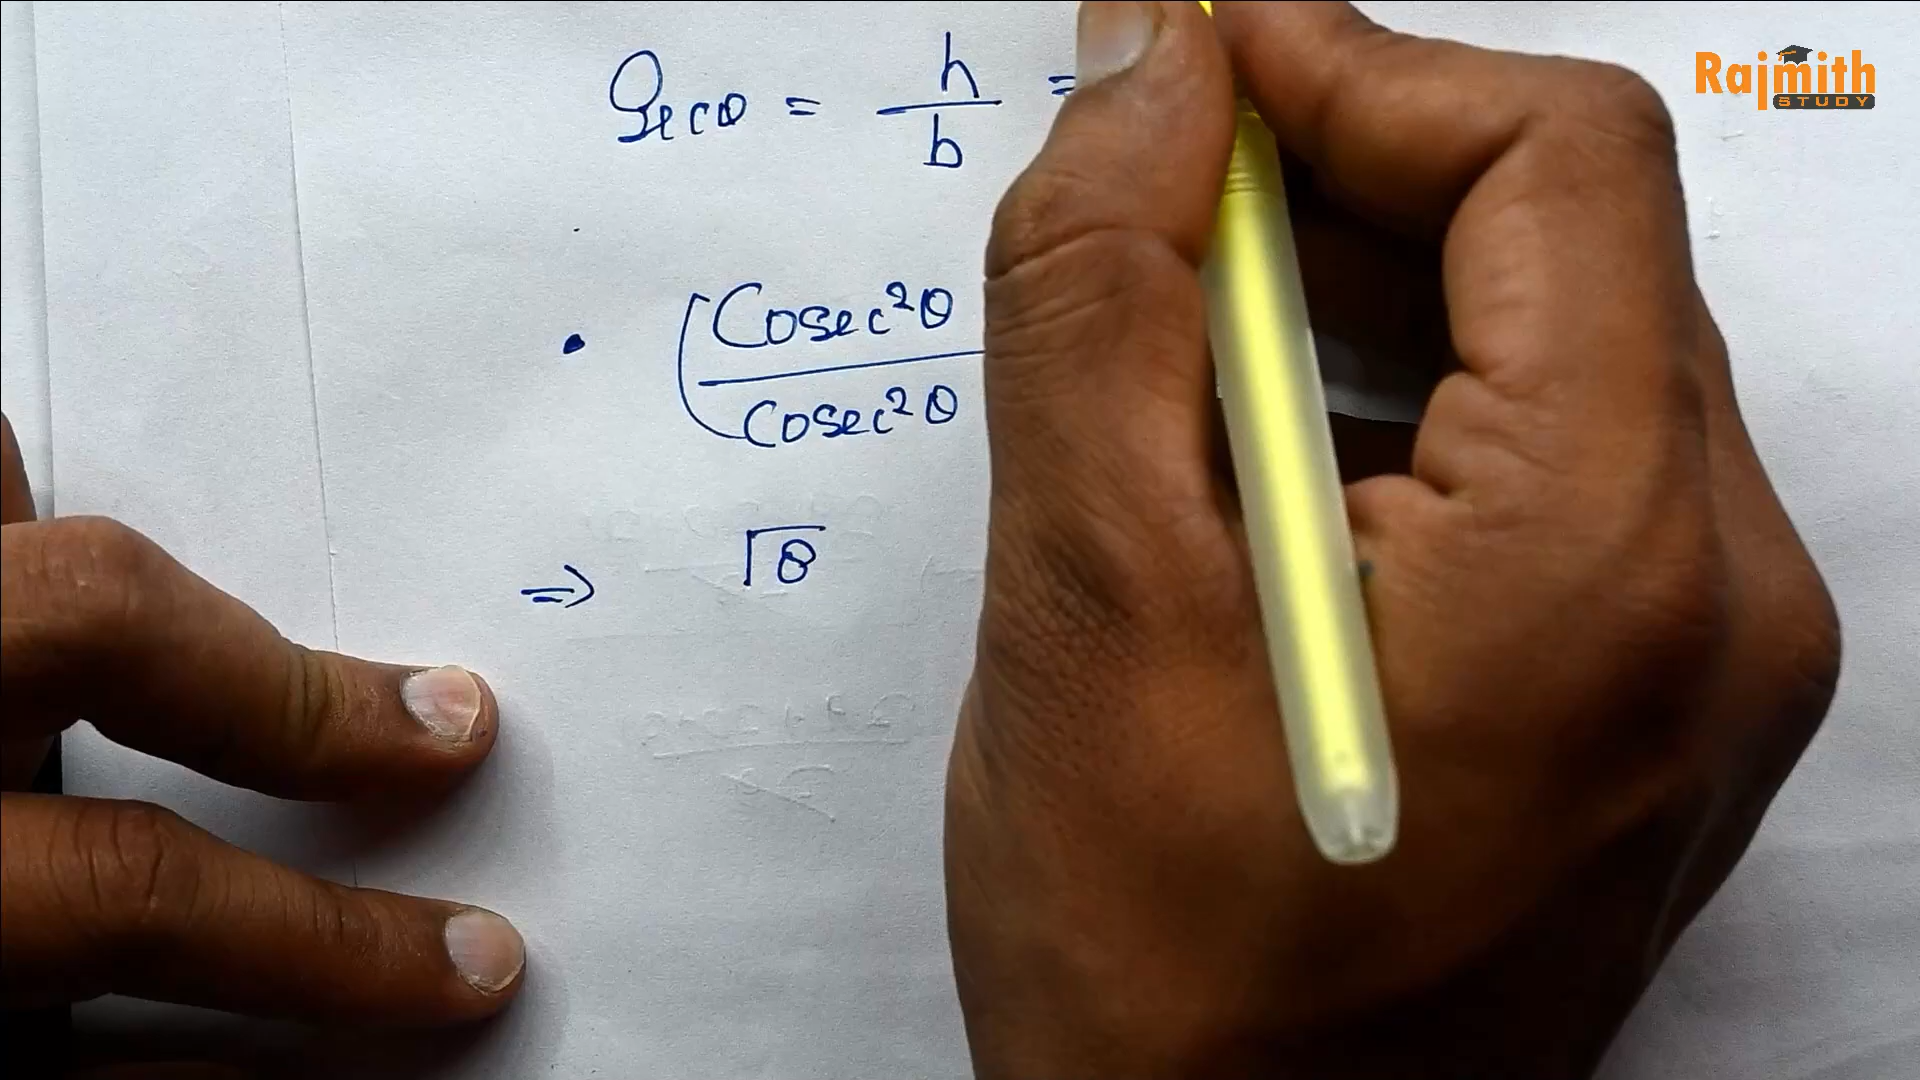 Rajmith
STUDY
Secθ = h/b =
• (Cosec²θ
Cosec²θ
⇒ √8